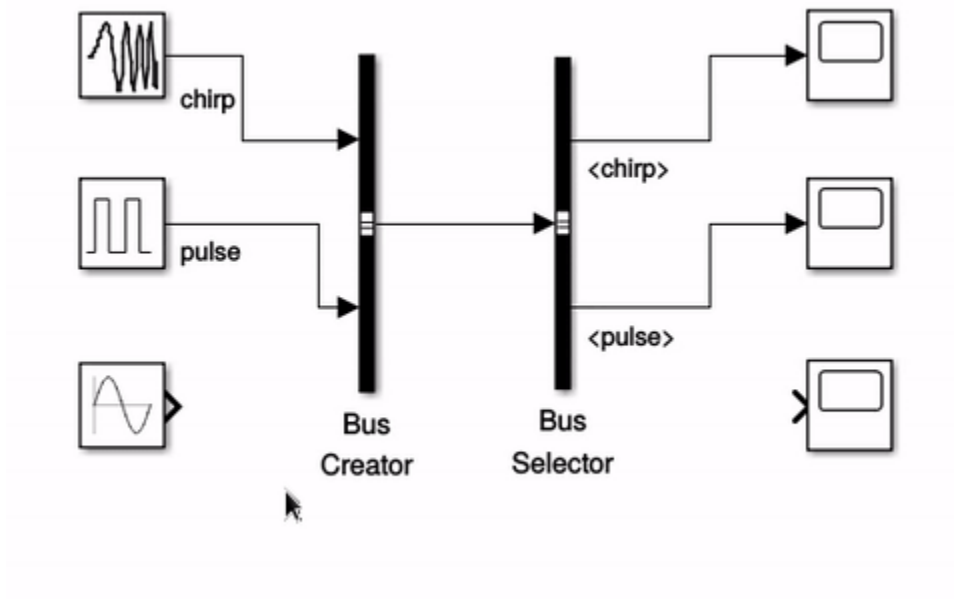 chirp
<chirp>
pulse
<pulse>
Bus
Creator
Bus
Selector